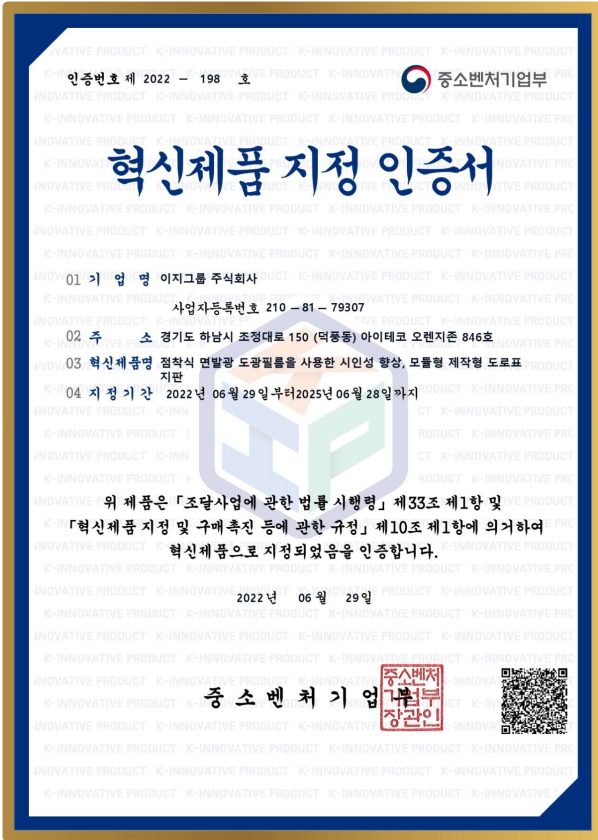 인증번호 제 2022 - 198 호
중소벤처기업부
혁신제품 지정 인증서
01 기 업 명 이지그룹 주식회사
사업자등록번호 210 - 81 - 79307
02 주 소 경기도 하남시 조정대로 150 (덕풍동) 아이테코 오렌지존 846호
03 혁신제품명 점착식 면발광 도광필름을 사용한 시인성 향상, 모듈형 제작형 도로표
지판
04 지정기간 2022년 06월 29일부터2025년 06월 28일까지
위 제품은 「조달사업에 관한 법률 시행령」 제33조 제1항 및
「혁신제품 지정 및 구매촉진 등에 관한 규정」 제10조 제1항에 의거하여
혁신제품으로 지정되었음을 인증합니다.
2022년 06월 29일
중소벤처기업부
중소벤처
기업부
장관인